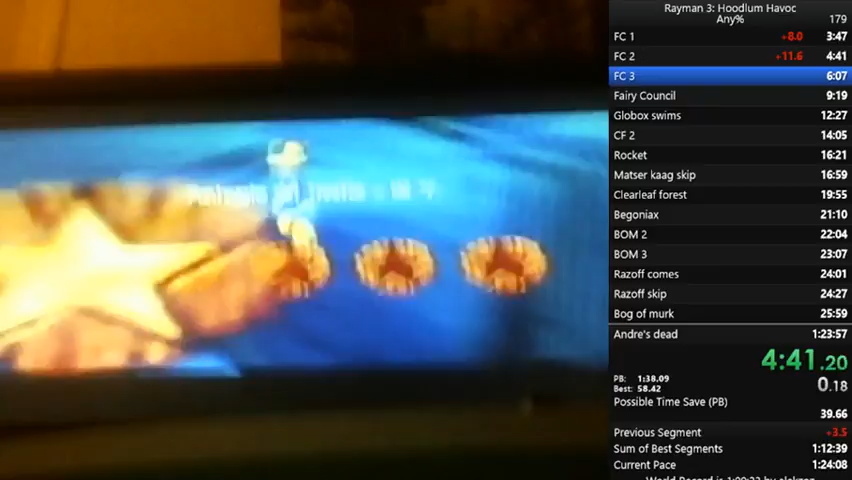 Rayman 3: Hoodlum Havoc
Any% 179
FC 1 +8.0 3:47
FC 2 +11.6 4:41
FC 3 6:07
Fairy Council 9:19
Globox swims 12:27
CF 2 14:05
Rocket 16:21
Matser kaag skip 16:59
Clearleaf forest 19:55
Begoniax 21:10
BOM 2 22:04
BOM 3 23:07
Razoff comes 24:01
Razoff skip 24:27
Bog of murk 25:59
Andre's dead 1:23:57
4:41.20
PB: 1:38.09 0.18
Best: 58.42
Possible Time Save (PB)
39.66
Previous Segment +3.5
Sum of Best Segments 1:12:39
Current Pace 1:24:08
World Record is